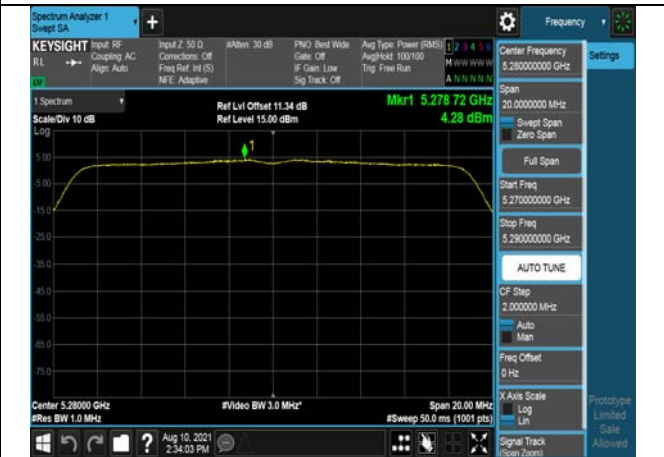 Spectrum Analyzer 1
Swept SA
+
Frequency
KEYSIGHT
RL
Input: RF
Coupling: AC
Align: Auto
Input Z: 50 Ω
Corrections: Off
Freq Ref: Int (S)
NFE: Adaptive
#Atten: 30 dB
PNO: Best Wide
Gate: Off
IF Gain: Low
Sig Track: Off
Avg Type: Power (RMS)
Avg|Hold: 100/100
Trig: Free Run
1 2 3 4 5 6
M W W W W W
A N N N N N
1 Spectrum
Scale/Div 10 dB
Log
Ref Lvl Offset 11.34 dB
Ref Level 15.00 dBm
Mkr1 5.278 72 GHz
4.28 dBm
1
5.00
-5.00
-15.0
-25.0
-35.0
-45.0
-55.0
-65.0
-75.0
Center 5.28000 GHz
#Res BW 1.0 MHz
#Video BW 3.0 MHz*
Span 20.00 MHz
#Sweep 50.0 ms (1001 pts)
Aug 10, 2021
2:34:03 PM
?
Center Frequency
5.280000000 GHz
Settings
Span
20.0000000 MHz
Swept Span
Zero Span
Full Span
Start Freq
5.270000000 GHz
Stop Freq
5.290000000 GHz
AUTO TUNE
CF Step
2.000000 MHz
Auto
Man
Freq Offset
0 Hz
X Axis Scale
Log
Lin
Signal Track
(Span Zoom)
Prototype
Limited
Sale
Allowed